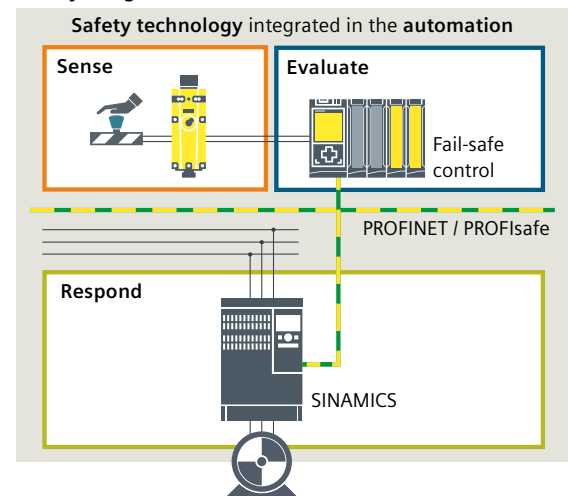 Safety technology integrated in the automation
Sense
Evaluate
Fail-safe
control
PROFINET / PROFIsafe
Respond
SINAMICS